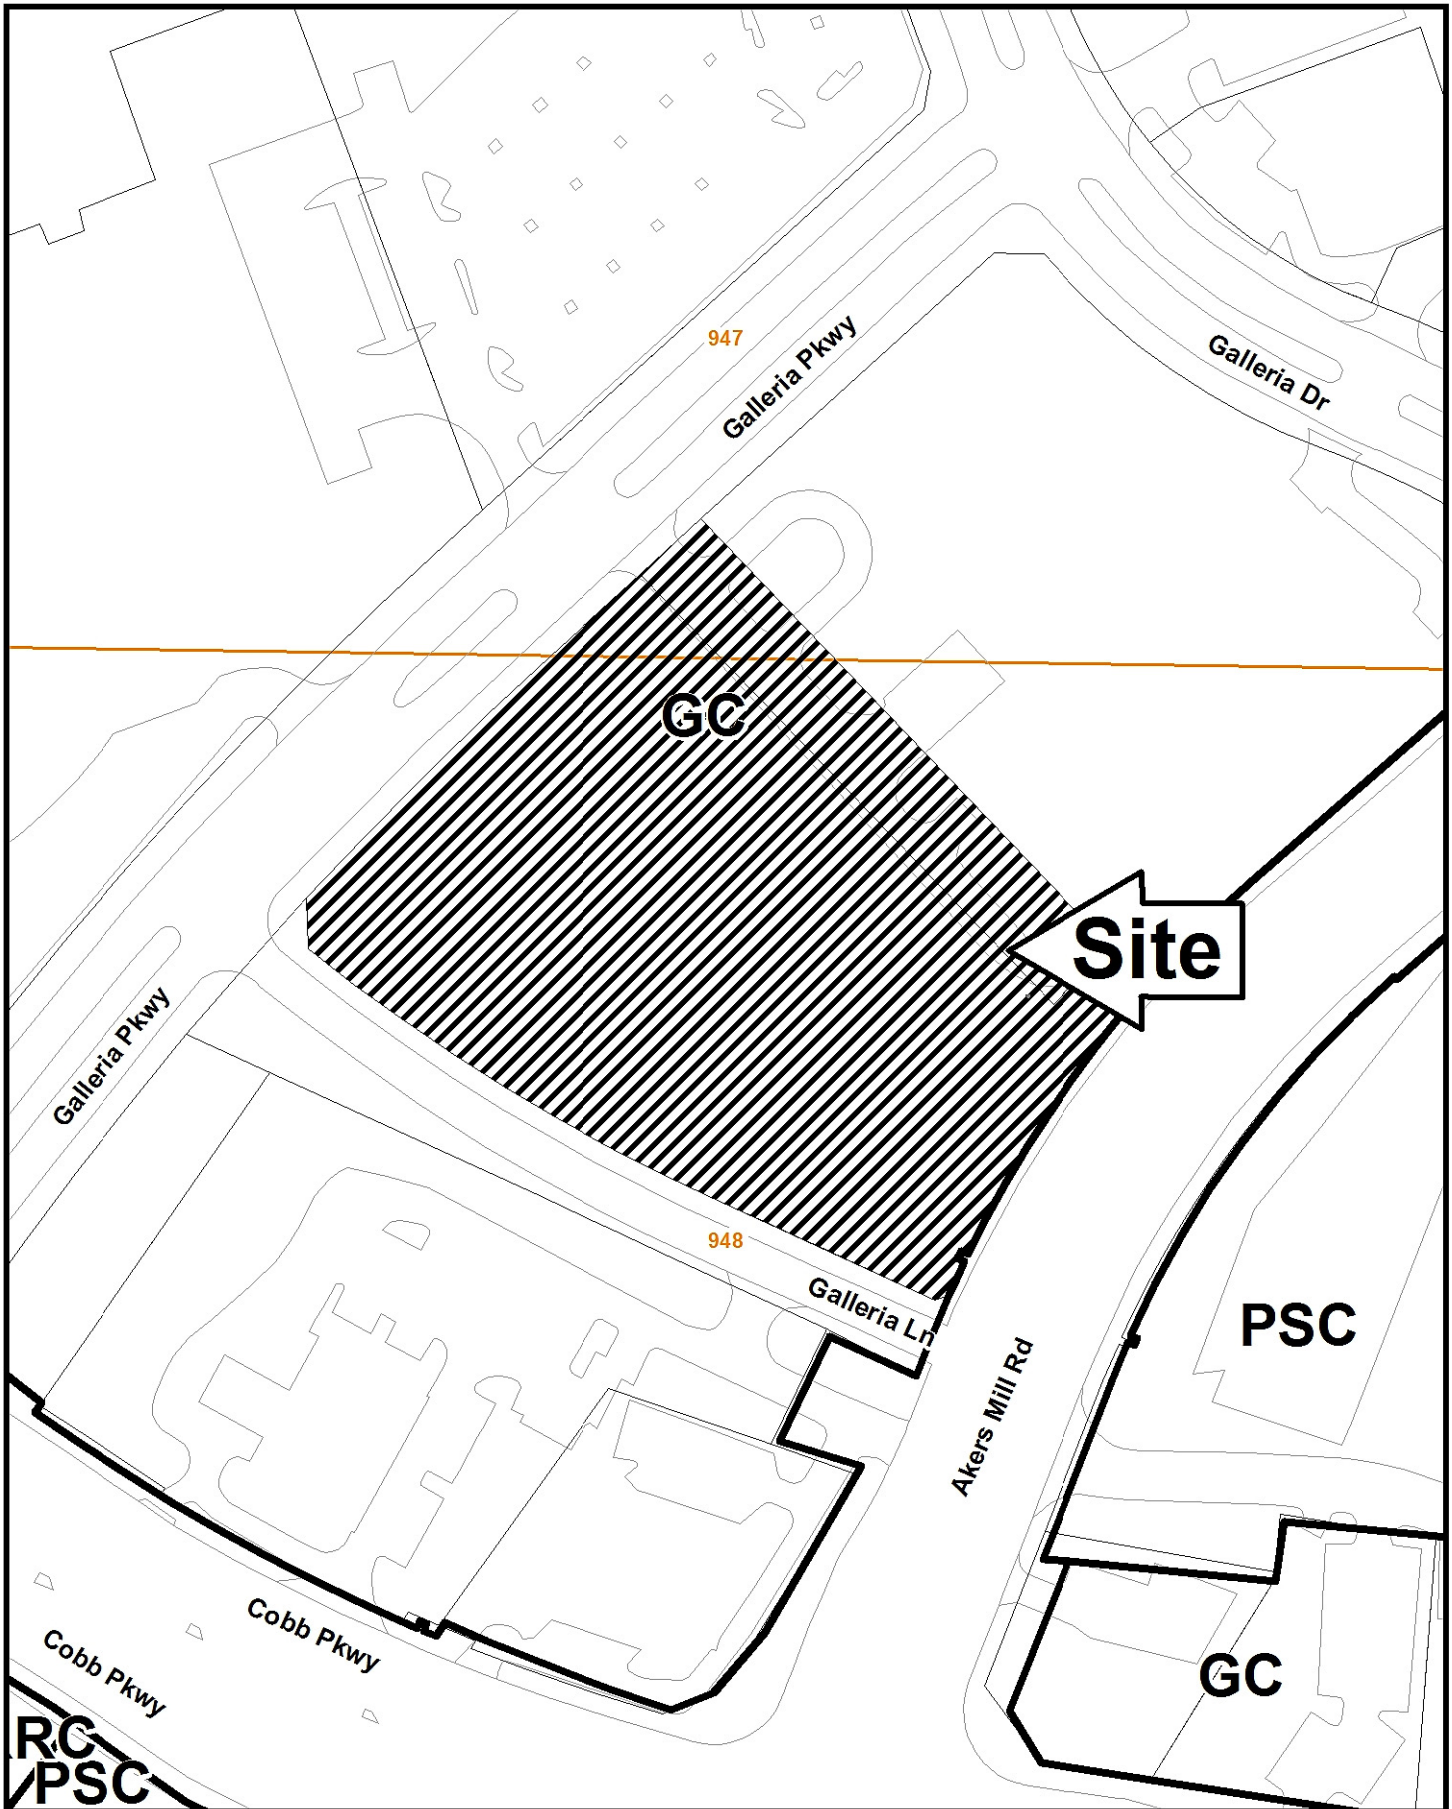 947
Galleria Pkwy
Galleria Dr
GC
Site
Galleria Pkwy
948
Galleria Ln
PSC
Akers Mill Rd
Cobb Pkwy
Cobb Pkwy
GC
RC
PSC